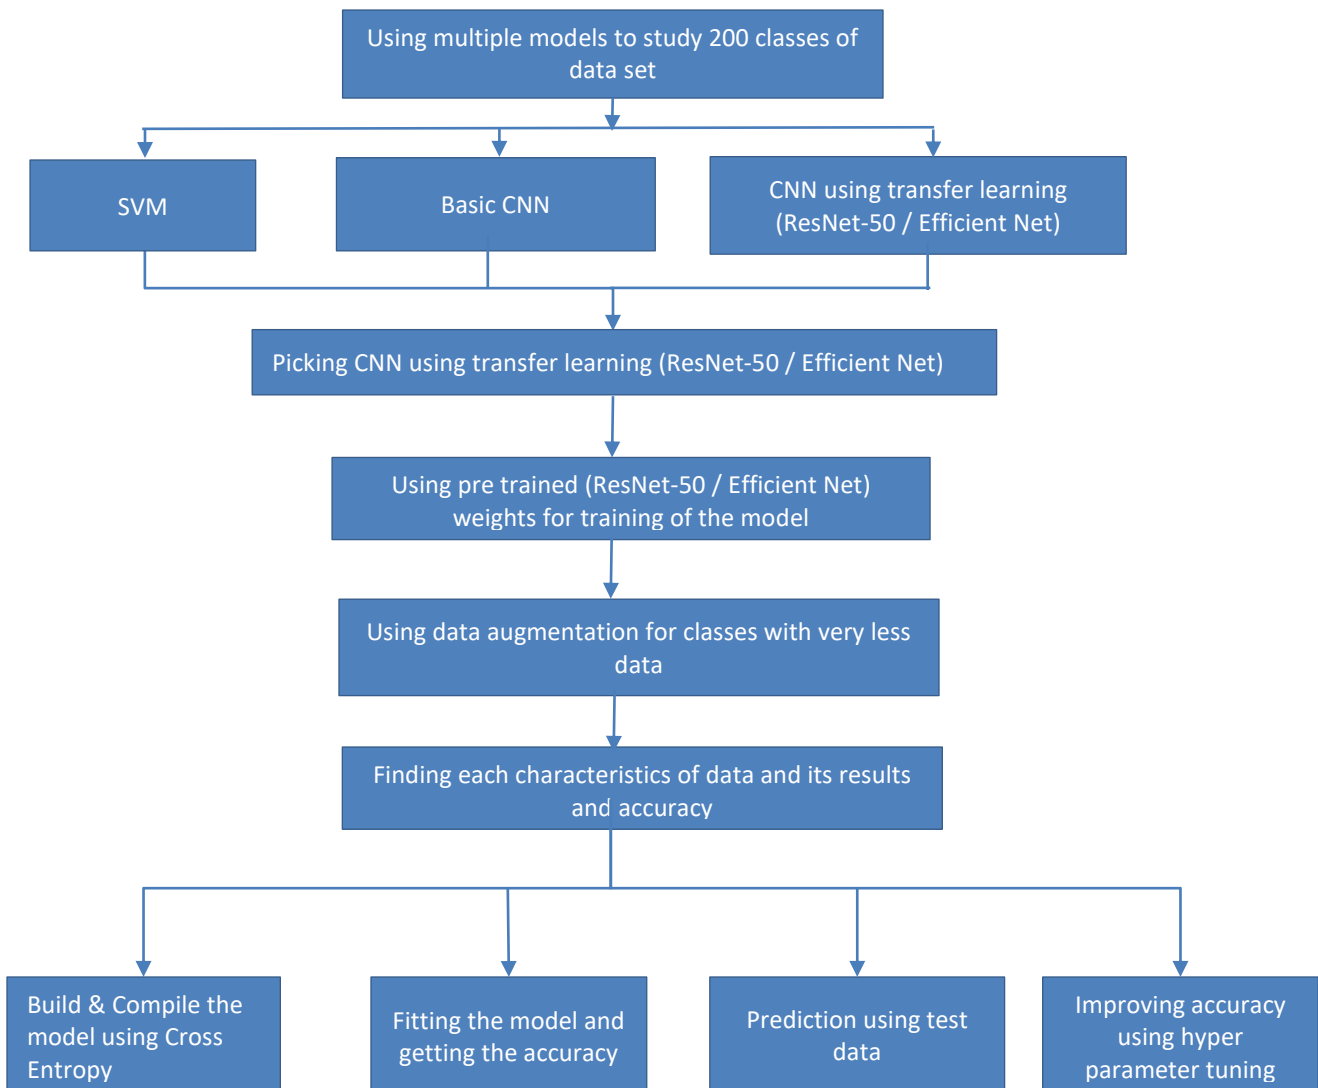 Using multiple models to study 200 classes of
data set
SVM
Basic CNN
CNN using transfer learning
(ResNet-50 / Efficient Net)
Picking CNN using transfer learning (ResNet-50 / Efficient Net)
Using pre trained (ResNet-50 / Efficient Net)
weights for training of the model
Using data augmentation for classes with very less
data
Finding each characteristics of data and its results
and accuracy
Build & Compile the
model using Cross
Entropy
Fitting the model and
getting the accuracy
Prediction using test
data
Improving accuracy
using hyper
parameter tuning